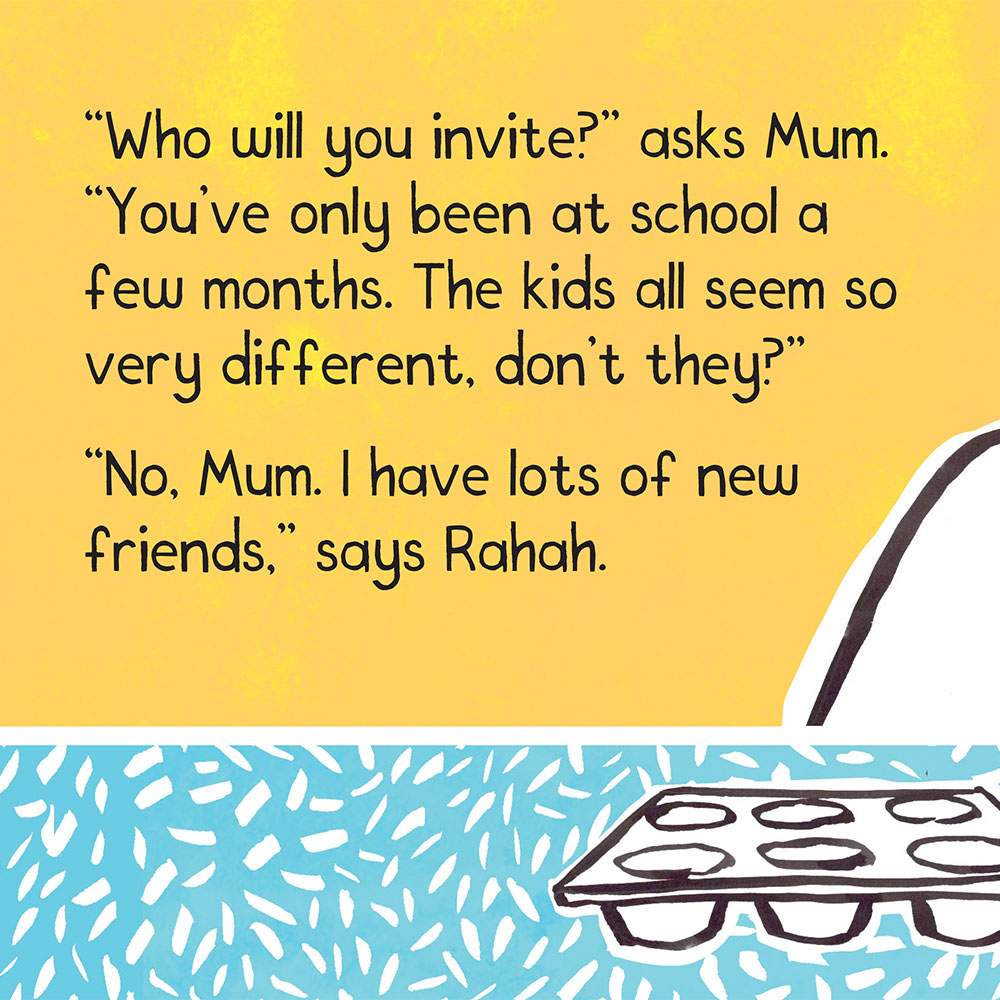 “Who will you invite?” asks Mum.
“You’ve only been at school a
few months. The kids all seem so
very different, don’t they?”
“No, Mum. I have lots of new
friends,” says Rahah.